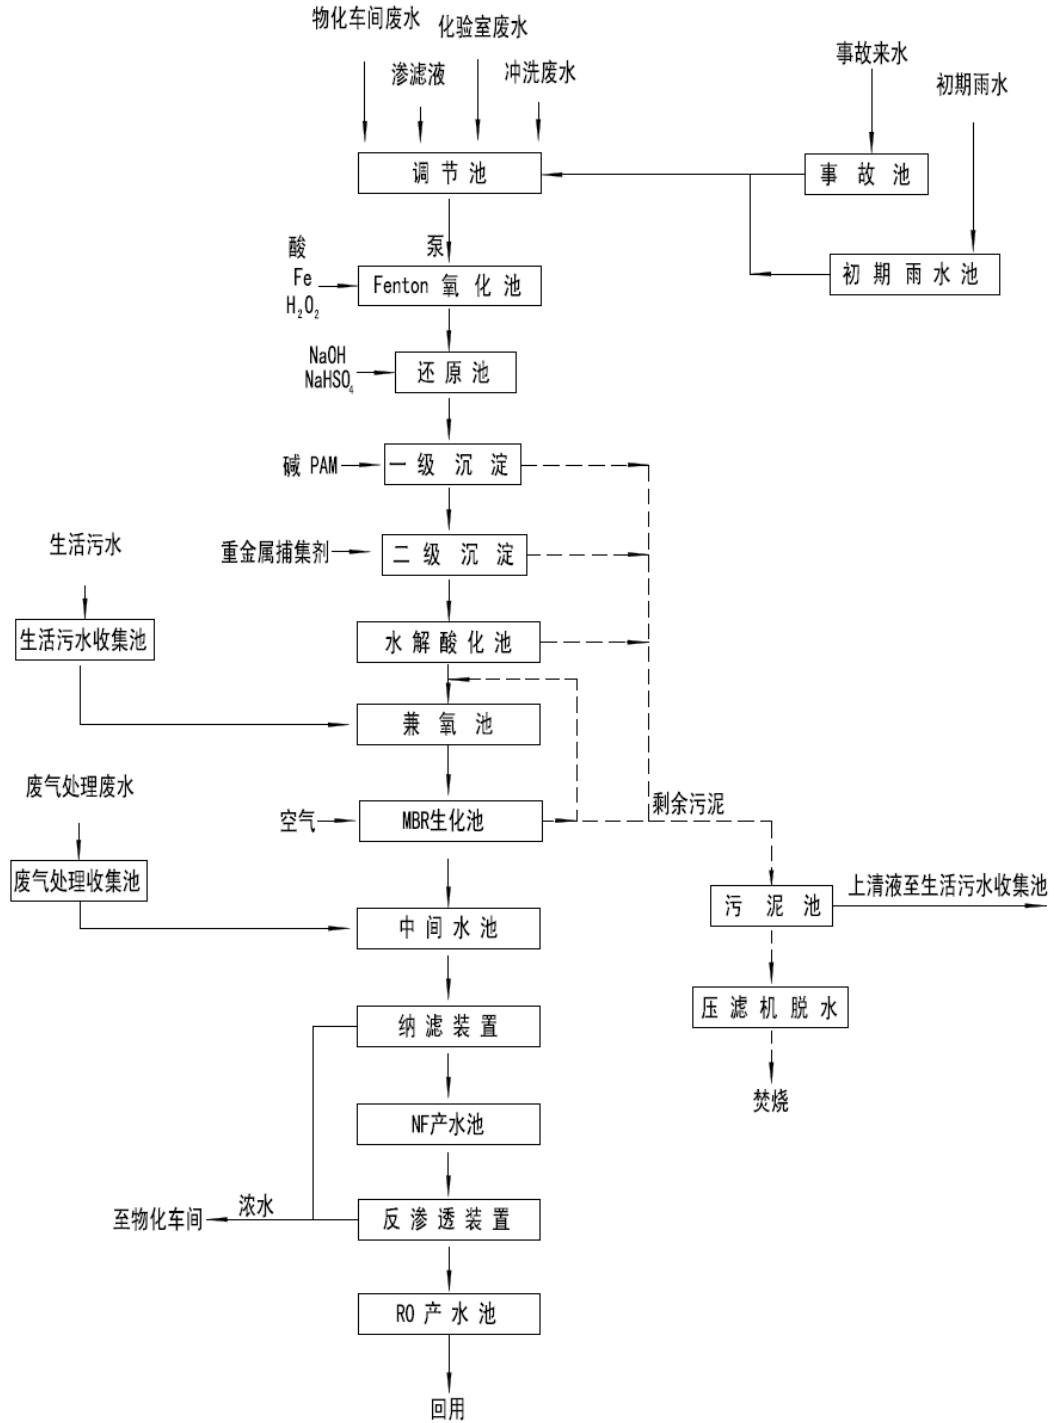 物化车间废水
化验室废水
渗滤液
冲洗废水
事故来水
初期雨水
调节池
事故池
初期雨水池
酸
Fe
H₂O₂
泵
Fenton氧化池
NaOH
NaHSO₄
还原池
碱 PAM
一级沉淀
生活污水
重金属捕集剂
二级沉淀
生活污水收集池
水解酸化池
兼氧池
废气处理废水
空气
MBR生化池
剩余污泥
废气处理收集池
污泥池
上清液至生活污水收集池
中间水池
压滤机脱水
纳滤装置
焚烧
NF产水池
浓水
至物化车间
反渗透装置
RO产水池
回用